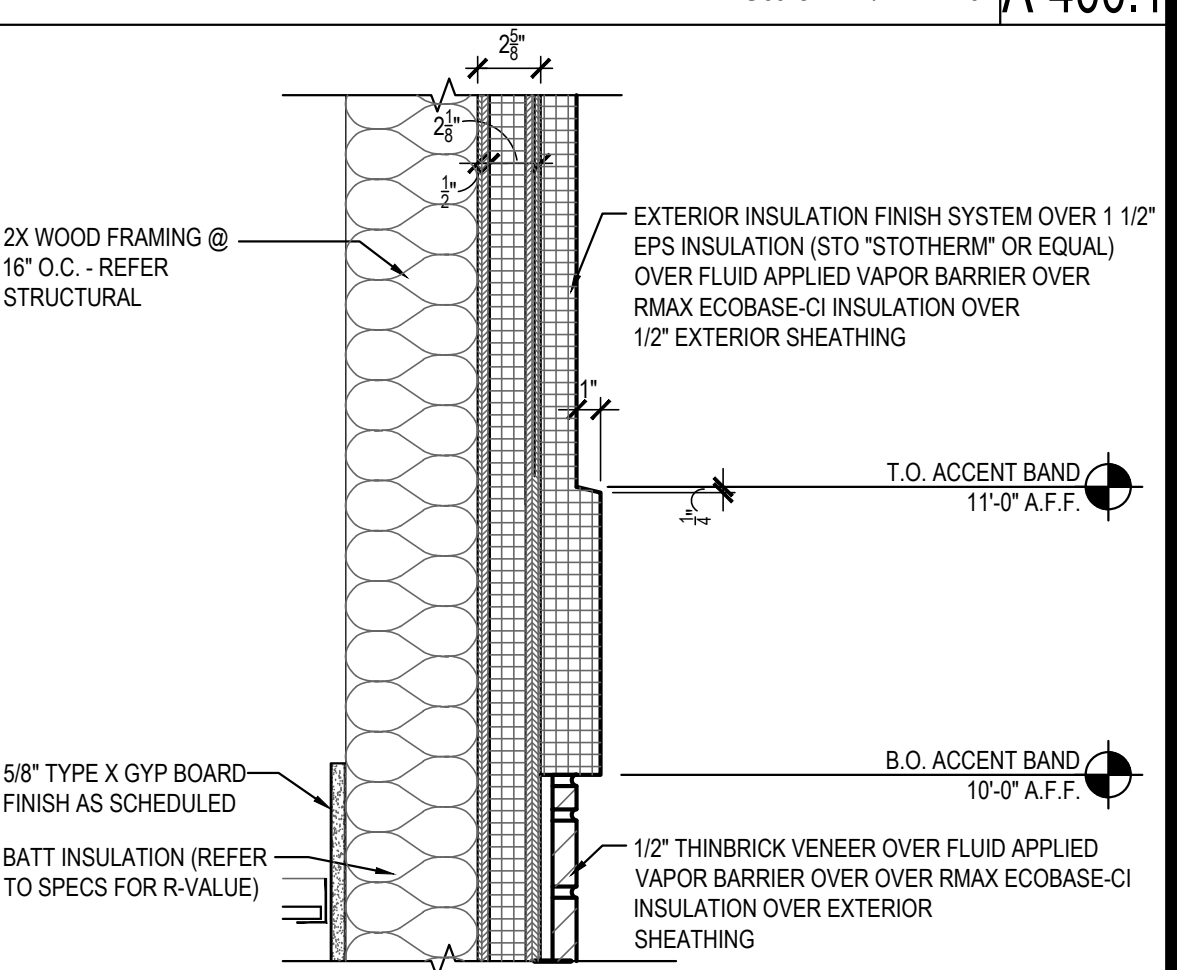 2 5/8"
2 1/8"
1/2"
2X WOOD FRAMING @
16" O.C. - REFER
STRUCTURAL
EXTERIOR INSULATION FINISH SYSTEM OVER 1 1/2"
EPS INSULATION (STO "STOTHERM" OR EQUAL)
OVER FLUID APPLIED VAPOR BARRIER OVER
RMAX ECOBASE-CI INSULATION OVER
1/2" EXTERIOR SHEATHING
1"
T.O. ACCENT BAND
11'-0" A.F.F.
1/4"
B.O. ACCENT BAND
10'-0" A.F.F.
5/8" TYPE X GYP BOARD
FINISH AS SCHEDULED
BATT INSULATION (REFER
TO SPECS FOR R-VALUE)
1/2" THINBRICK VENEER OVER FLUID APPLIED
VAPOR BARRIER OVER OVER RMAX ECOBASE-CI
INSULATION OVER EXTERIOR
SHEATHING